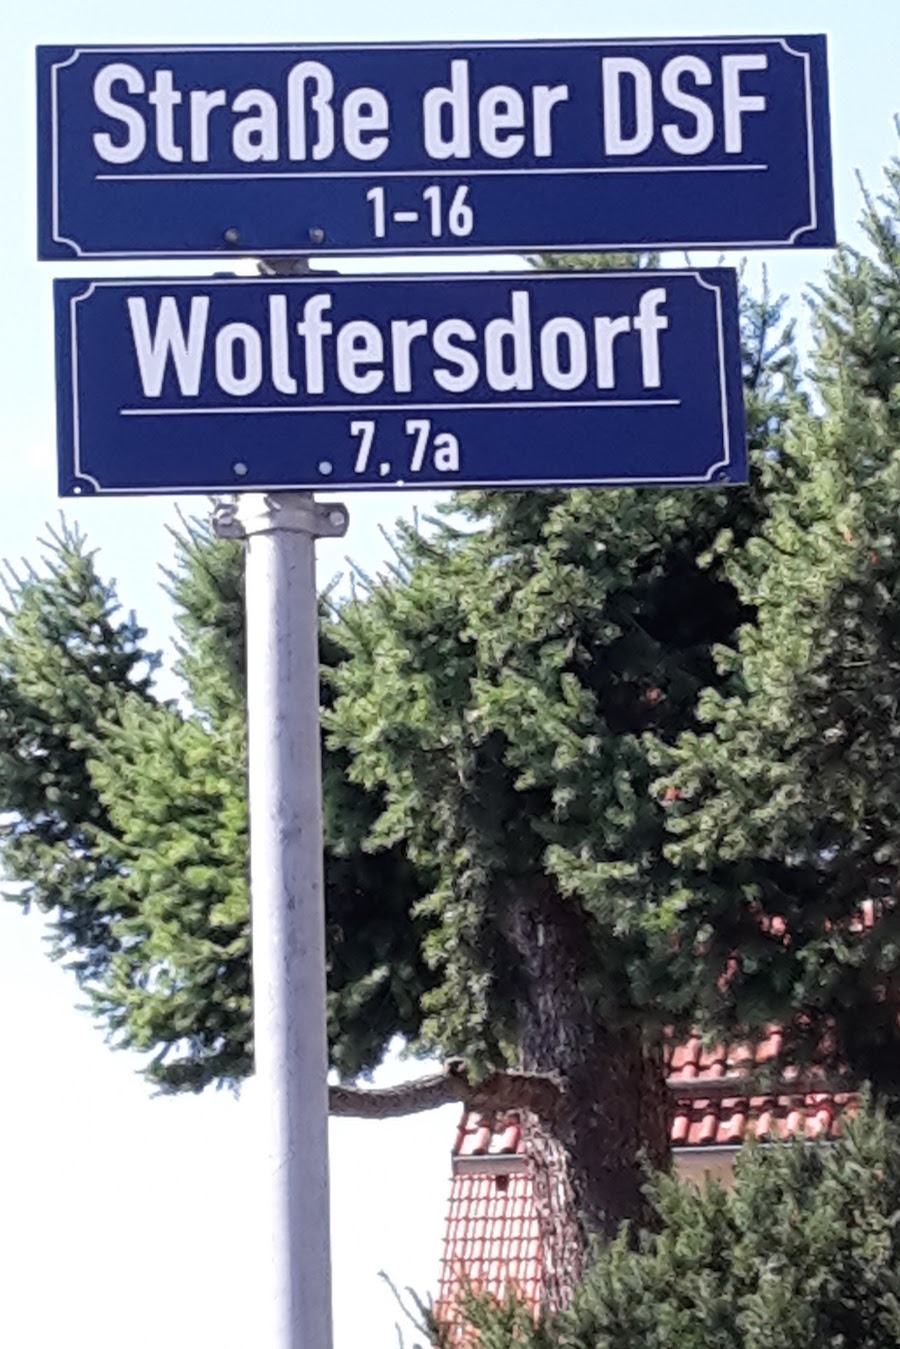 Straße der DSF
1-16
Wolfersdorf
7, 7a